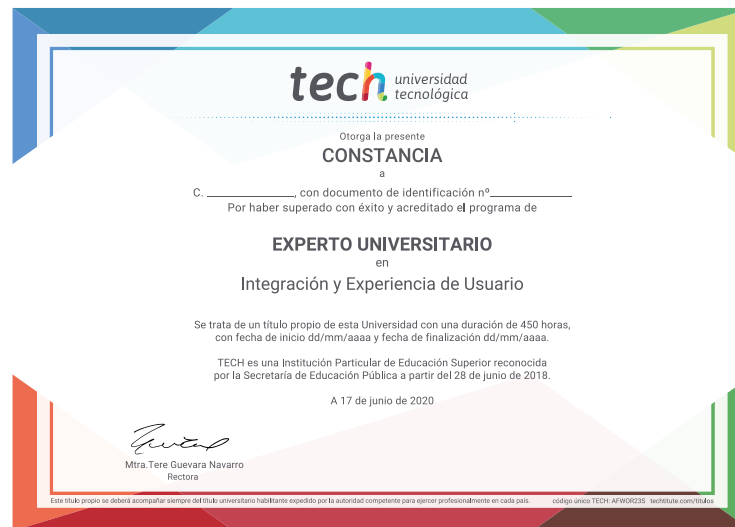 tech universidad
tecnológica
Otorga la presente
CONSTANCIA
a
C. ________________, con documento de identificación nº_______________
Por haber superado con éxito y acreditado el programa de
EXPERTO UNIVERSITARIO
en
Integración y Experiencia de Usuario
Se trata de un título propio de esta Universidad con una duración de 450 horas,
con fecha de inicio dd/mm/aaaa y fecha de finalización dd/mm/aaaa.
TECH es una Institución Particular de Educación Superior reconocida
por la Secretaría de Educación Pública a partir del 28 de junio de 2018.
A 17 de junio de 2020
Mtra.Tere Guevara Navarro
Rectora
Este título propio se deberá acompañar siempre del título universitario habilitante expedido por la autoridad competente para ejercer profesionalmente en cada país. código único TECH: AFWOR23S techtitute.com/titulos